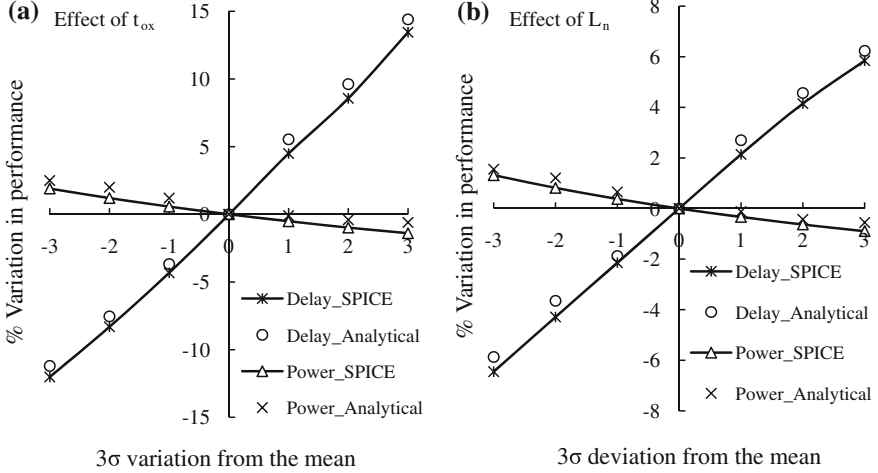 (a) Effect of tox
% Variation in performance
15
10
5
0
-5
-10
-15
-3 -2 -1 0 1 2 3
Delay_SPICE
Delay_Analytical
Power_SPICE
Power_Analytical
3σ variation from the mean
(b) Effect of Ln
% Variation in performance
8
6
4
2
0
-2
-4
-6
-8
-3 -2 -1 0 1 2 3
Delay_SPICE
Delay_Analytical
Power_SPICE
Power_Analytical
3σ deviation from the mean